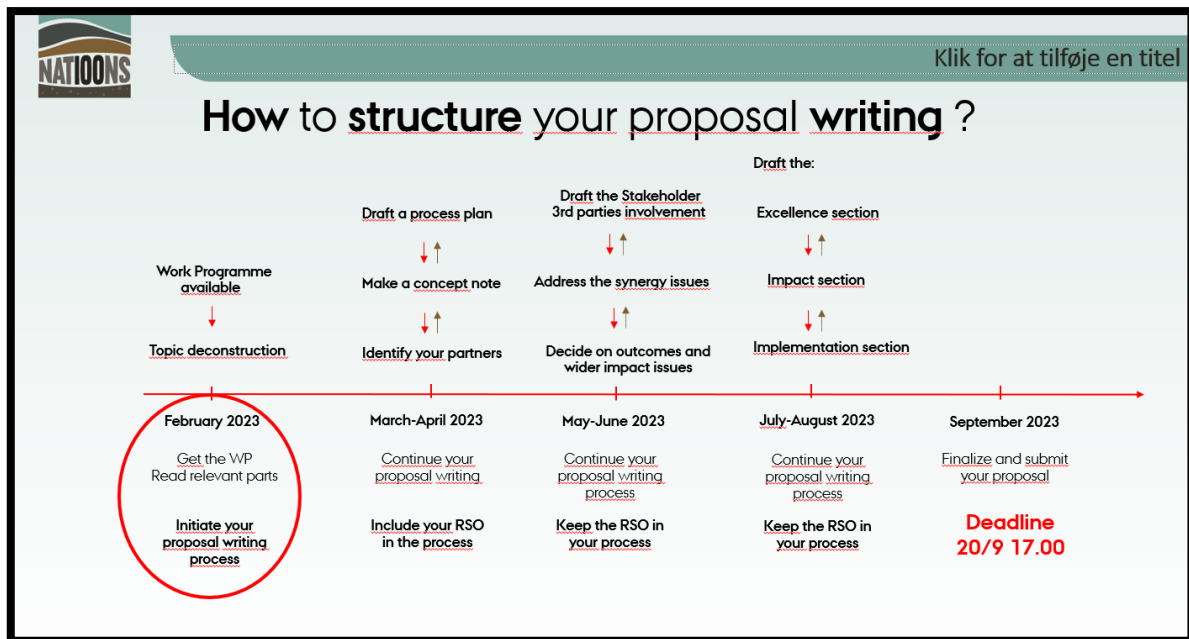 NATI00NS
Klik for at tilføje en titel
How to structure your proposal writing ?
Work Programme
available
Topic deconstruction
Draft a process plan
Make a concept note
Identify your partners
Draft the Stakeholder
3rd parties involvement
Address the synergy issues
Decide on outcomes and
wider impact issues
Draft the:
Excellence section
Impact section
Implementation section
February 2023
Get the WP
Read relevant parts
Initiate your
proposal writing
process
March-April 2023
Continue your
proposal writing
Include your RSO
in the process
May-June 2023
Continue your
proposal writing
process
Keep the RSO in
your process
July-August 2023
Continue your
proposal writing
process
Keep the RSO in
your process
September 2023
Finalize and submit
your proposal
Deadline
20/9 17.00